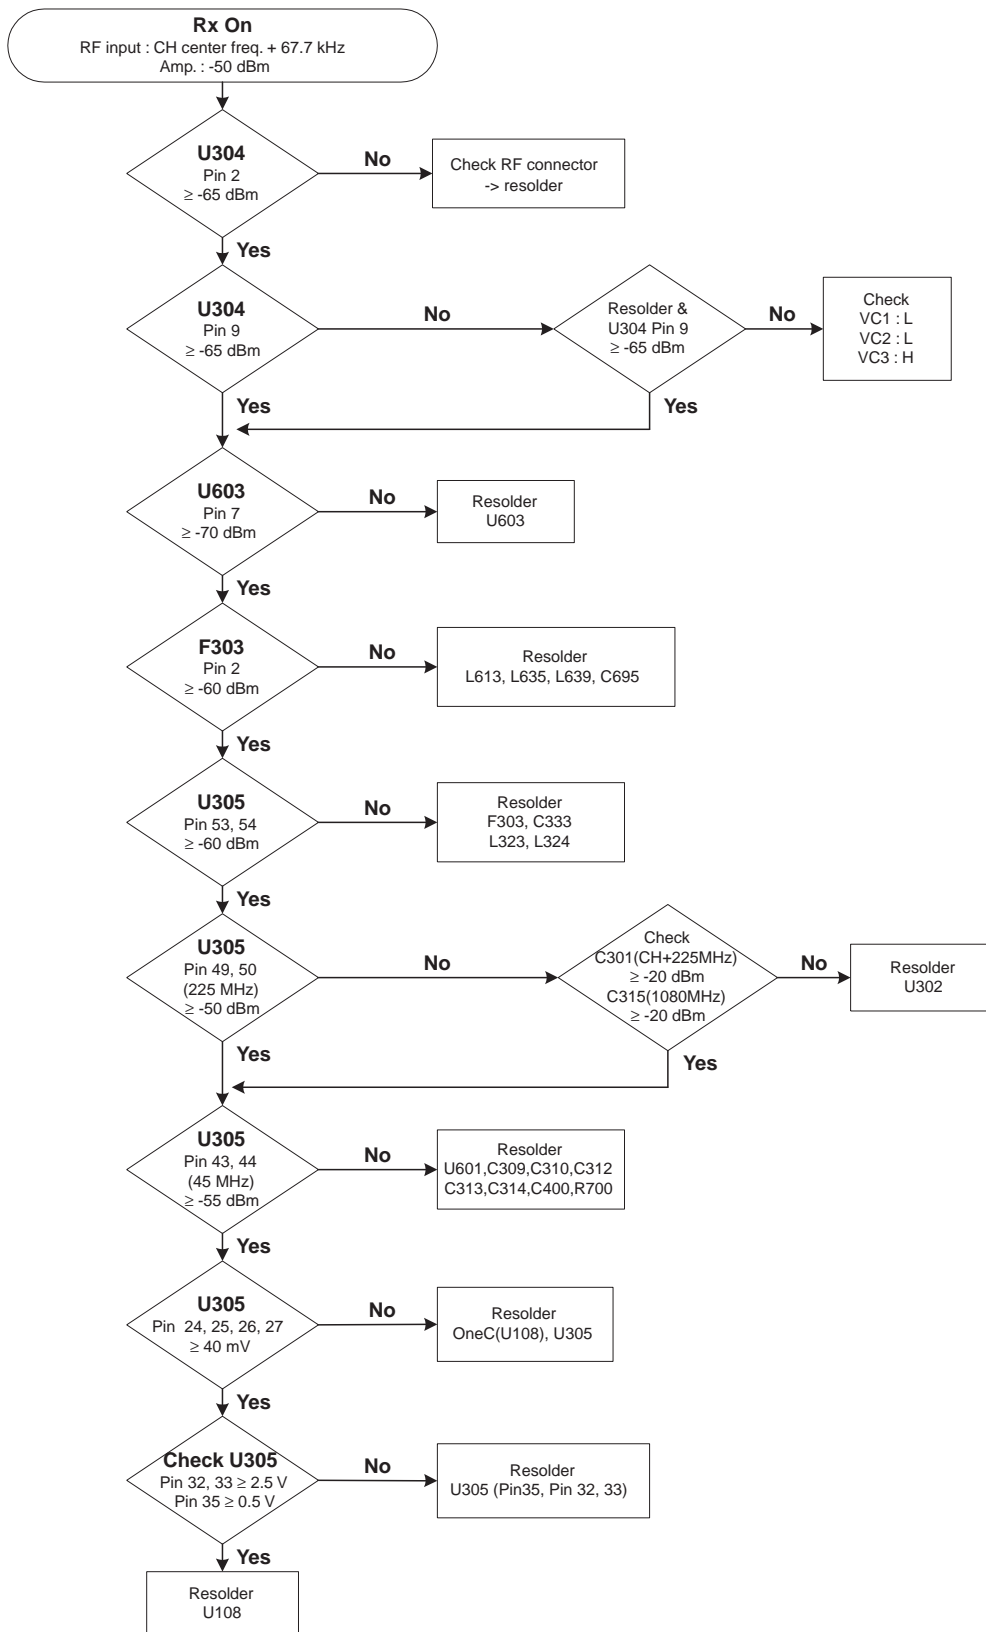 Rx On
RF input : CH center freq. + 67.7 kHz
Amp. : -50 dBm
U304
Pin 2
≥ -65 dBm
No
Check RF connector
-> resolder
Yes
U304
Pin 9
≥ -65 dBm
No
Resolder &
U304 Pin 9
≥ -65 dBm
No
Check
VC1 : L
VC2 : L
VC3 : H
Yes
Yes
U603
Pin 7
≥ -70 dBm
No
Resolder
U603
Yes
F303
Pin 2
≥ -60 dBm
No
Resolder
L613, L635, L639, C695
Yes
U305
Pin 53, 54
≥ -60 dBm
No
Resolder
F303, C333
L323, L324
Yes
U305
Pin 49, 50
(225 MHz)
≥ -50 dBm
No
Check
C301(CH+225MHz)
≥ -20 dBm
C315(1080MHz)
≥ -20 dBm
No
Resolder
U302
Yes
Yes
U305
Pin 43, 44
(45 MHz)
≥ -55 dBm
No
Resolder
U601,C309,C310,C312
C313,C314,C400,R700
Yes
U305
Pin 24, 25, 26, 27
≥ 40 mV
No
Resolder
OneC(U108), U305
Yes
Check U305
Pin 32, 33 ≥ 2.5 V
Pin 35 ≥ 0.5 V
No
Resolder
U305 (Pin35, Pin 32, 33)
Yes
Resolder
U108